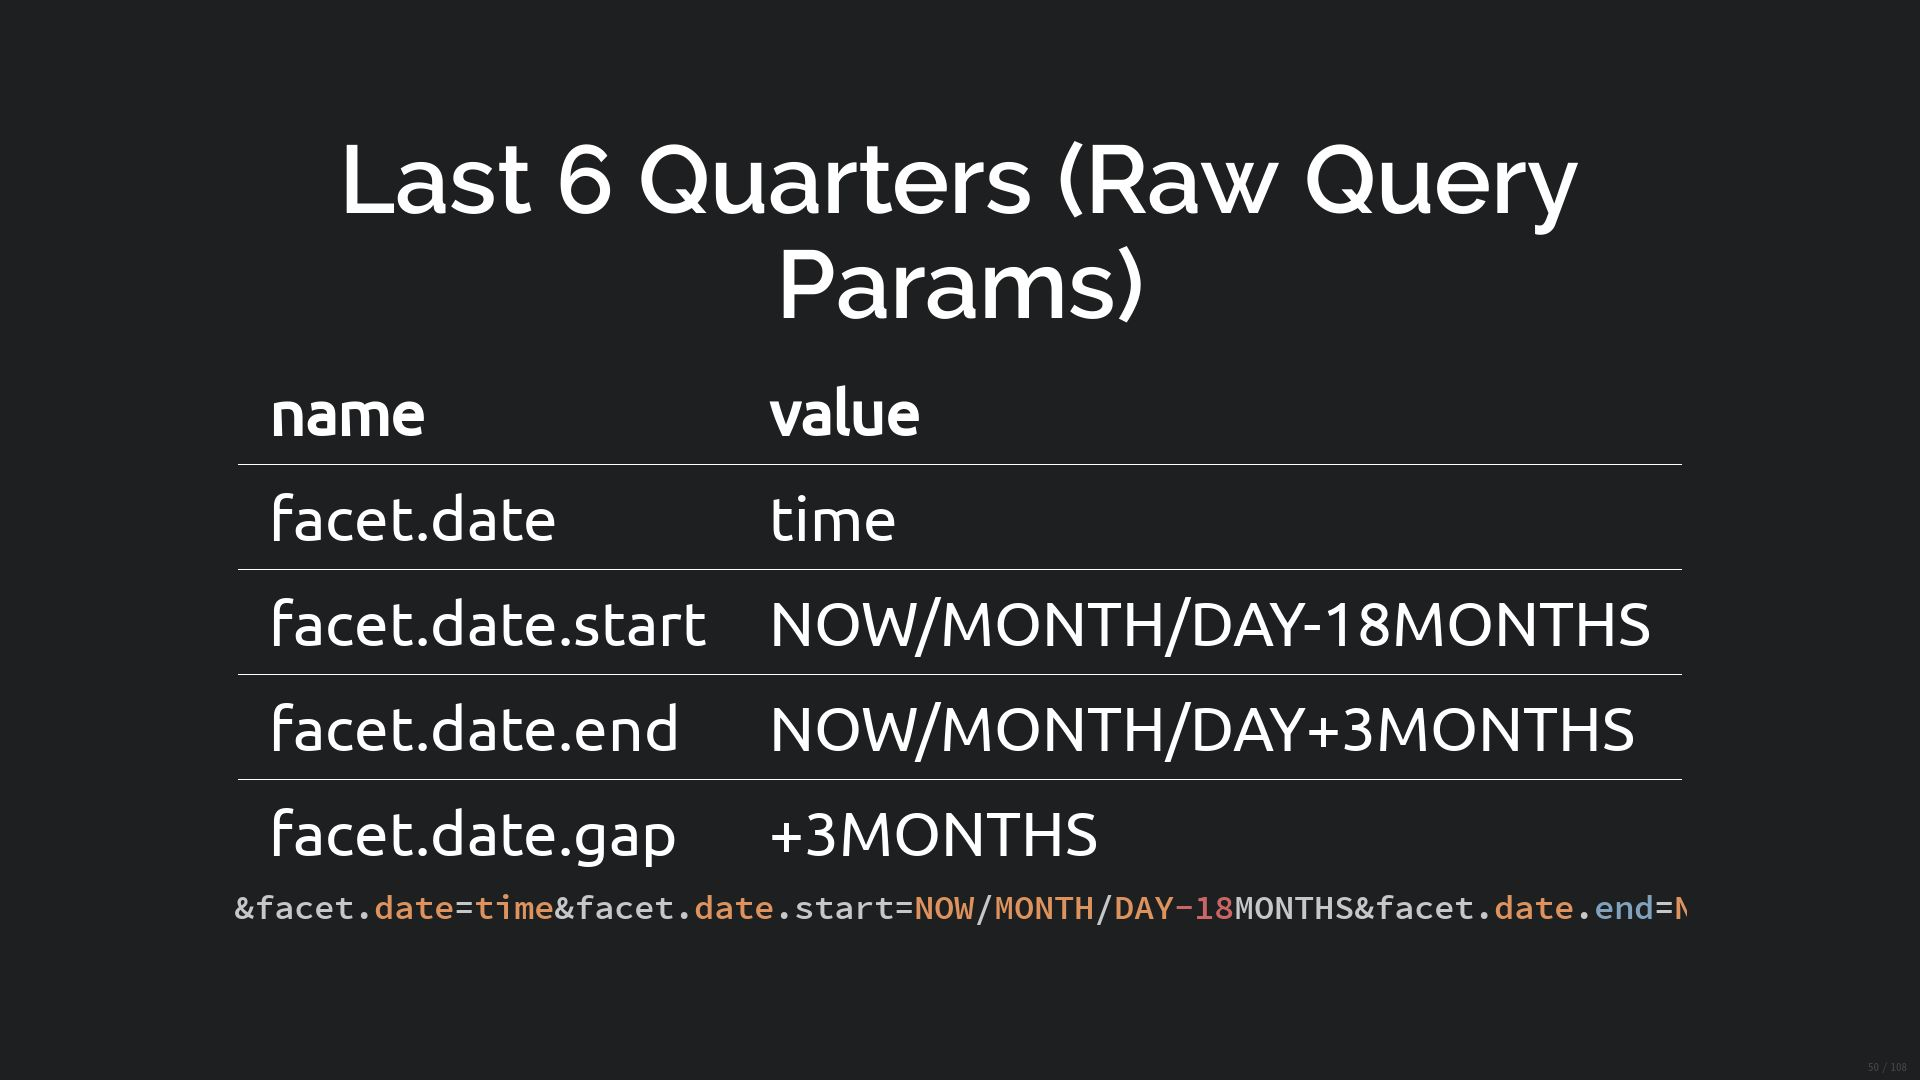 Last 6 Quarters (Raw Query
Params)
name value
facet.date time
facet.date.start NOW/MONTH/DAY-18MONTHS
facet.date.end NOW/MONTH/DAY+3MONTHS
facet.date.gap +3MONTHS
&facet.date=time&facet.date.start=NOW/MONTH/DAY-18MONTHS&facet.date.end=N
50 / 108